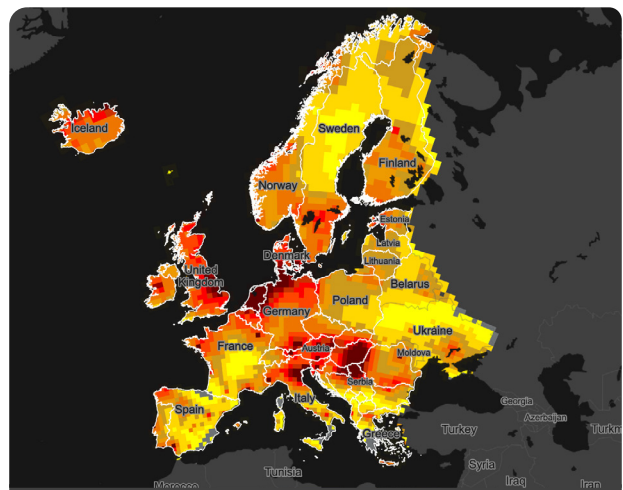 Iceland
Sweden
Finland
Norway
Estonia
Latvia
Denmark
Lithuania
United
Kingdom
Belarus
Poland
Germany
Ukraine
France
Austria
Moldova
Serbia
Italy
Spain
Georgia
Azerbaijan
Greece
Turkey
Turkm
Syria
Tunisia
Iraq
Iran
Morocco